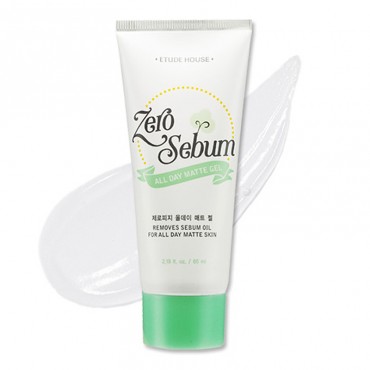 · ETUDE HOUSE ·
Zero
Sebum
ALL DAY MATTE GEL
제로피지 올데이 매트 젤
REMOVES SEBUM OIL
FOR ALL DAY MATTE SKIN